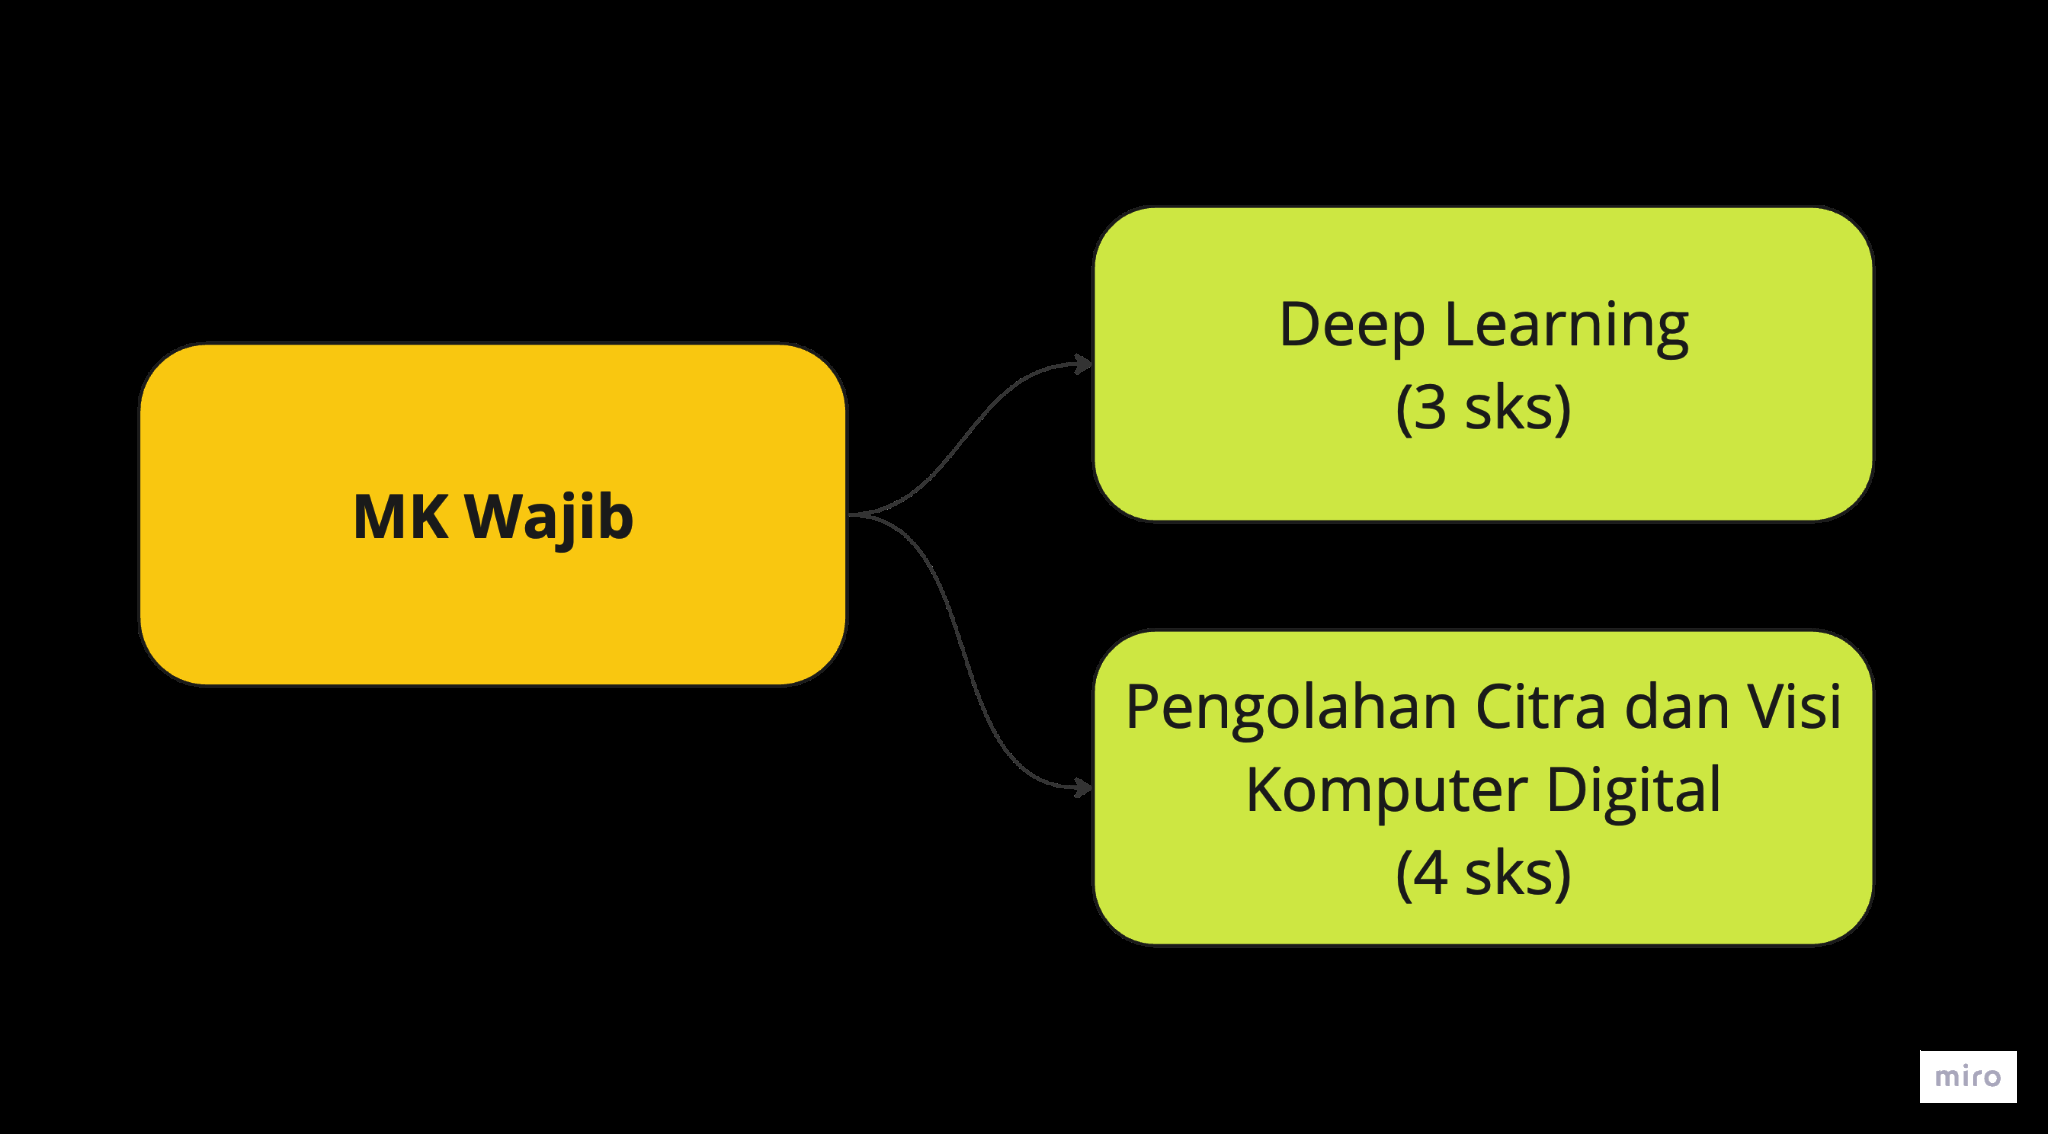 MK Wajib
Deep Learning
(3 sks)
Pengolahan Citra dan Visi
Komputer Digital
(4 sks)
miro